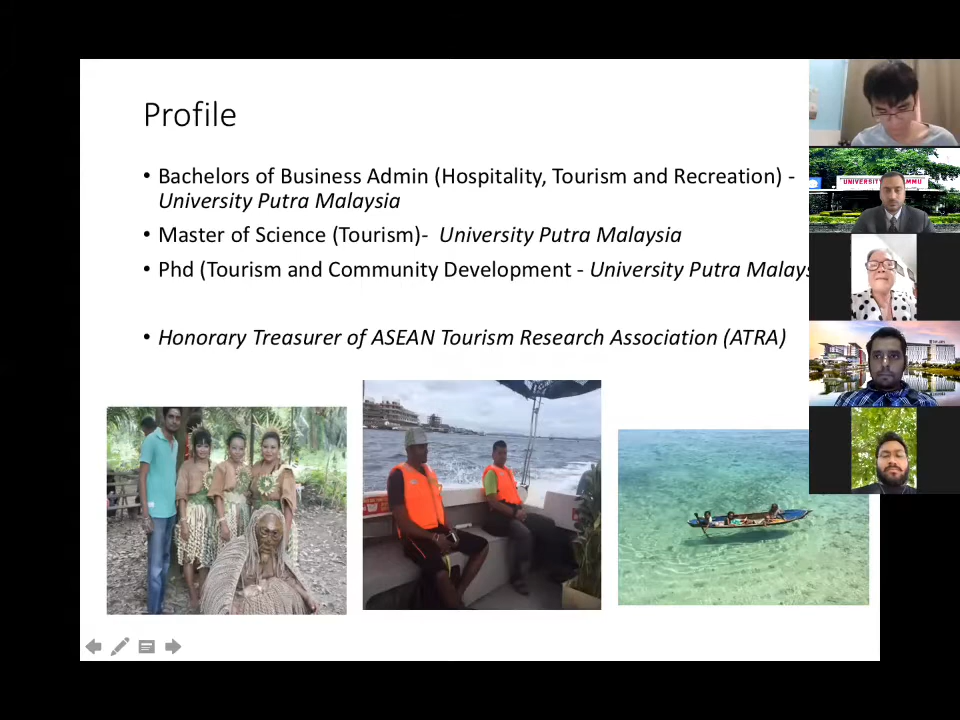 Profile
• Bachelors of Business Admin (Hospitality, Tourism and Recreation) -
University Putra Malaysia
• Master of Science (Tourism)- University Putra Malaysia
• Phd (Tourism and Community Development - University Putra Malays
• Honorary Treasurer of ASEAN Tourism Research Association (ATRA)
UNIVERSITY